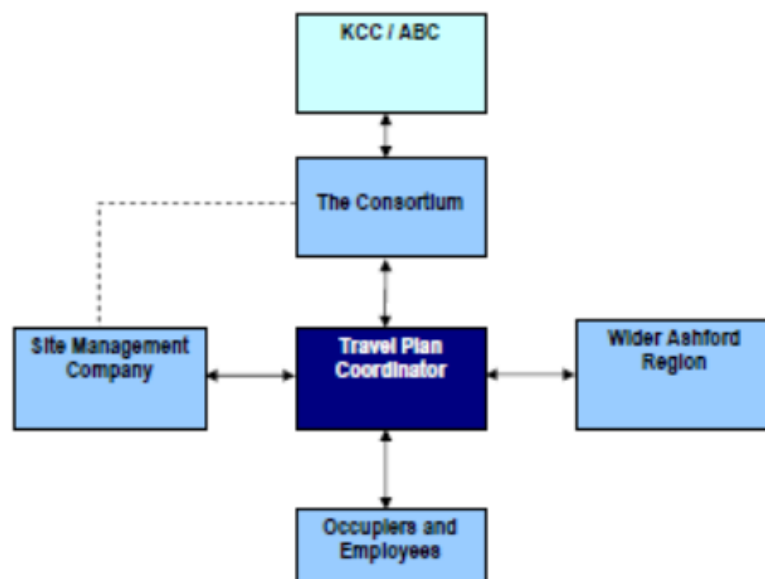 KCC / ABC
The Consortium
Site Management
Company
Travel Plan
Coordinator
Wider Ashford
Region
Occupiers and
Employees